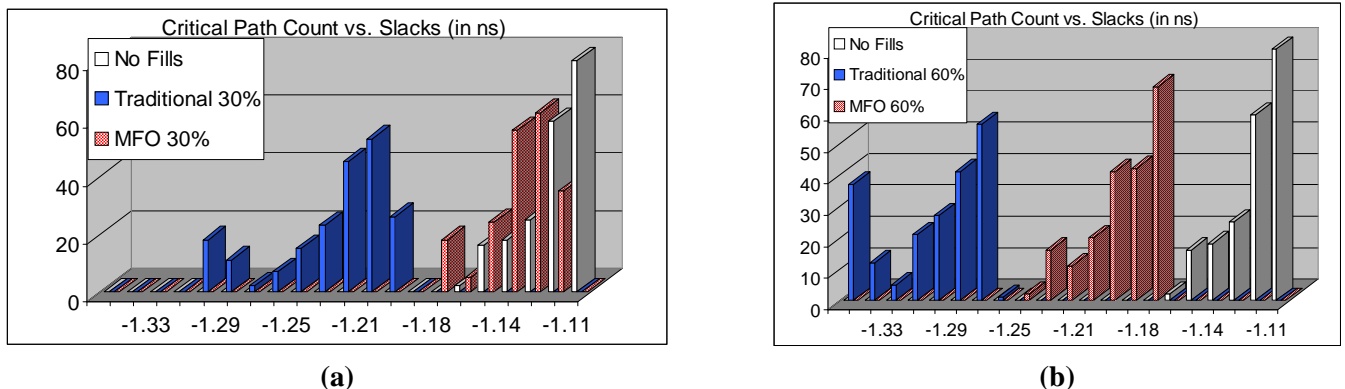 Critical Path Count vs. Slacks (in ns)
No Fills
Traditional 30%
MFO 30%
80
60
40
20
0
-1.33 -1.29 -1.25 -1.21 -1.18 -1.14 -1.11
(a)
Critical Path Count vs. Slacks (in ns)
No Fills
Traditional 60%
MFO 60%
80
70
60
50
40
30
20
10
0
-1.33 -1.29 -1.25 -1.21 -1.18 -1.14 -1.11
(b)